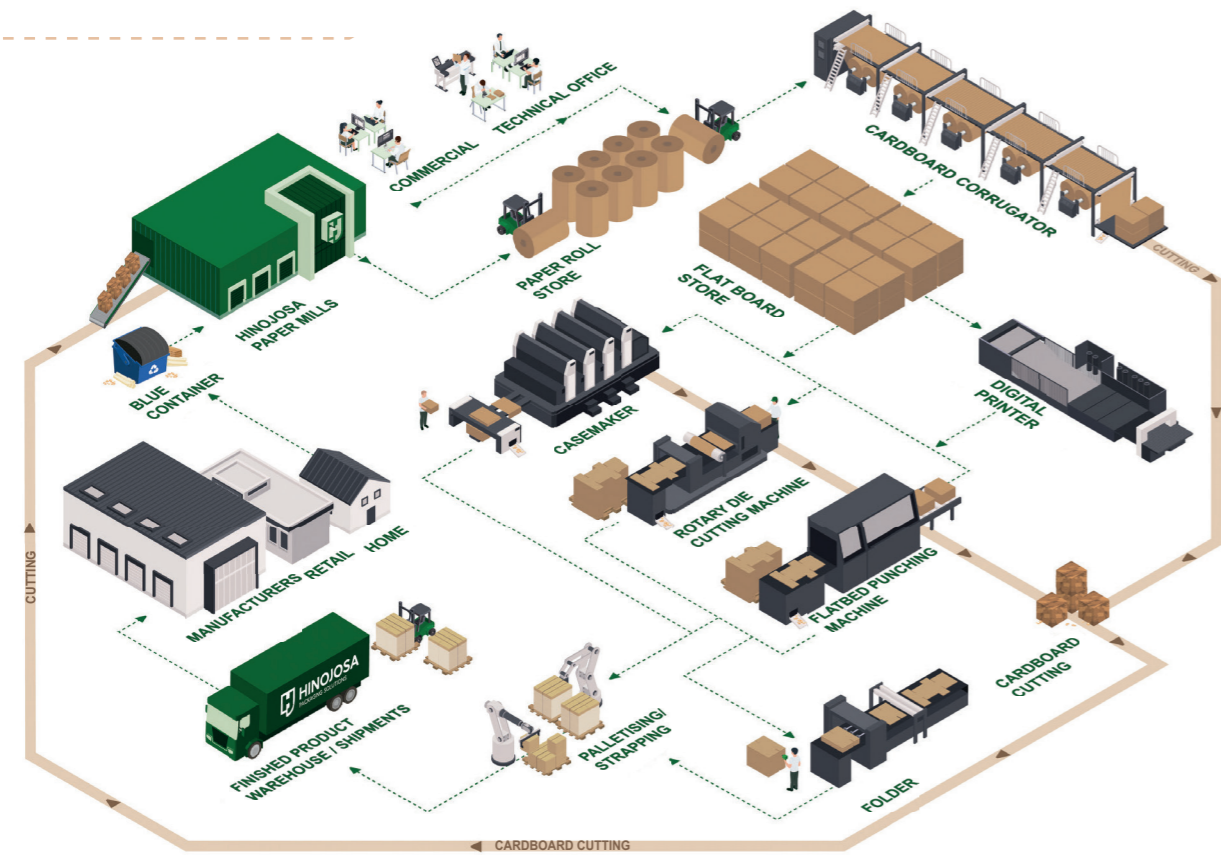 TECHNICAL OFFICE
COMMERCIAL
CARDBOARD CORRUGATOR
CUTTING
PAPER ROLL
STORE
FLAT BOARD
STORE
HINOJOSA
PAPER MILLS
BLUE
CONTAINER
CASEMAKER
DIGITAL
PRINTER
ROTARY DIE
CUTTING MACHINE
FLATBED PUNCHING
MACHINE
MANUFACTURERS RETAIL HOME
CUTTING
CARDBOARD
CUTTING
HINOJOSA
PACKAGING SOLUTIONS
FINISHED PRODUCT
WAREHOUSE / SHIPMENTS
PALLETISING/
STRAPPING
FOLDER
CARDBOARD CUTTING